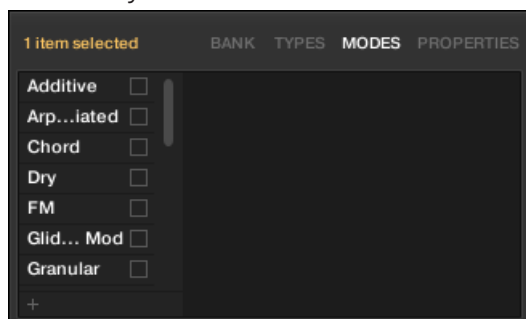 1 item selected BANK TYPES MODES PROPERTIES
Additive
Arp...iated
Chord
Dry
FM
Glid... Mod
Granular
+